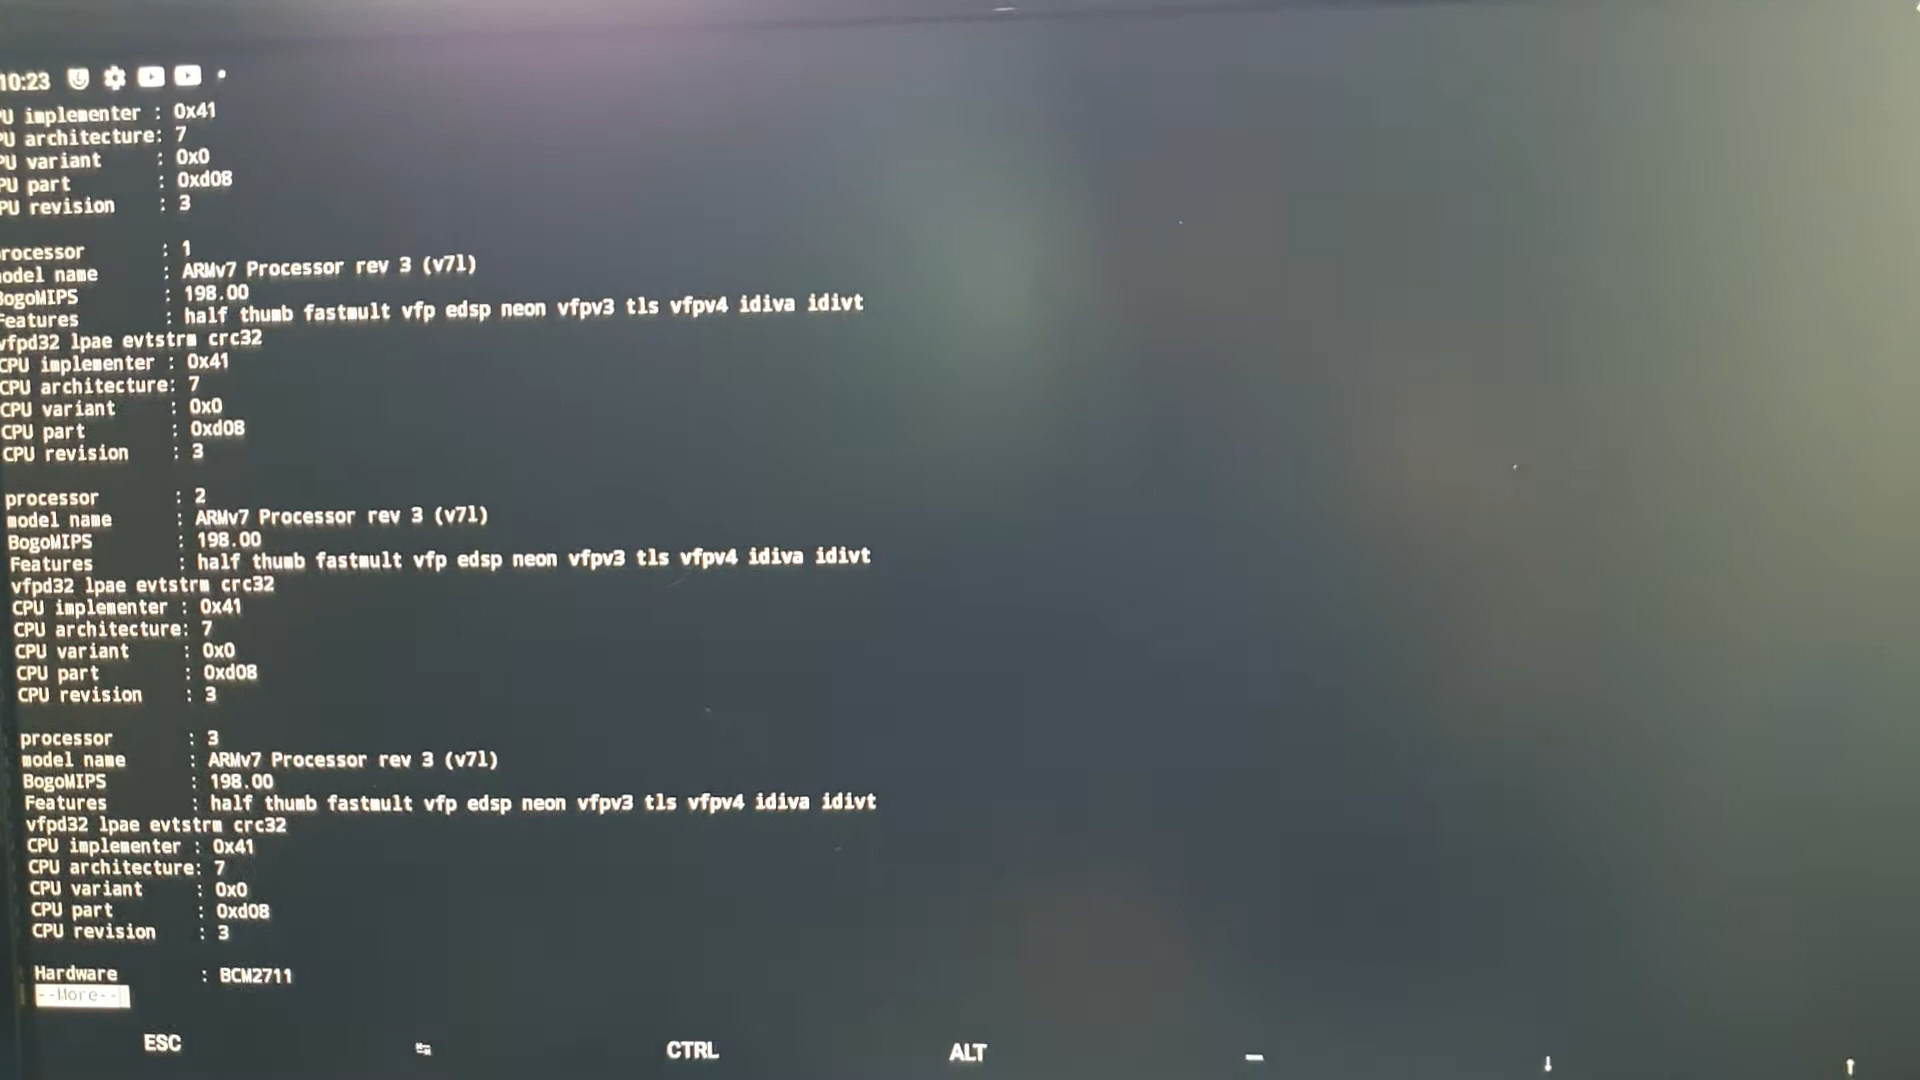 10:23
PU implementer : 0x41
PU architecture: 7
PU variant : 0x0
PU part : 0xd08
PU revision : 3
rocessor : 1
odel name : ARMv7 Processor rev 3 (v7l)
BogoMIPS : 198.00
Features : half thumb fastmult vfp edsp neon vfpv3 tls vfpv4 idiva idivt
vfpd32 lpae evtstrm crc32
CPU implementer : 0x41
CPU architecture: 7
CPU variant : 0x0
CPU part : 0xd08
CPU revision : 3
processor : 2
model name : ARMv7 Processor rev 3 (v7l)
BogoMIPS : 198.00
Features : half thumb fastmult vfp edsp neon vfpv3 tls vfpv4 idiva idivt
vfpd32 lpae evtstrm crc32
CPU implementer : 0x41
CPU architecture: 7
CPU variant : 0x0
CPU part : 0xd08
CPU revision : 3
processor : 3
model name : ARMv7 Processor rev 3 (v7l)
BogoMIPS : 198.00
Features : half thumb fastmult vfp edsp neon vfpv3 tls vfpv4 idiva idivt
vfpd32 lpae evtstrm crc32
CPU implementer : 0x41
CPU architecture: 7
CPU variant : 0x0
CPU part : 0xd08
CPU revision : 3
Hardware : BCM2711
--More--
ESC ↹ CTRL ALT — ↓ ↑